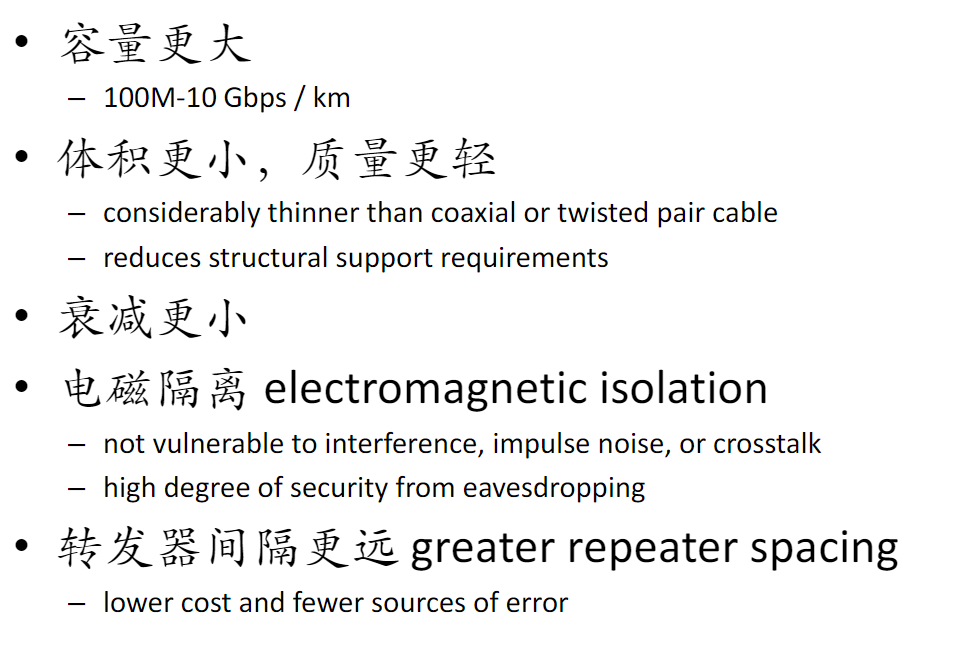 • 容量更大
– 100M-10 Gbps / km
• 体积更小，质量更轻
– considerably thinner than coaxial or twisted pair cable
– reduces structural support requirements
• 衰减更小
• 电磁隔离 electromagnetic isolation
– not vulnerable to interference, impulse noise, or crosstalk
– high degree of security from eavesdropping
• 转发器间隔更远 greater repeater spacing
– lower cost and fewer sources of error